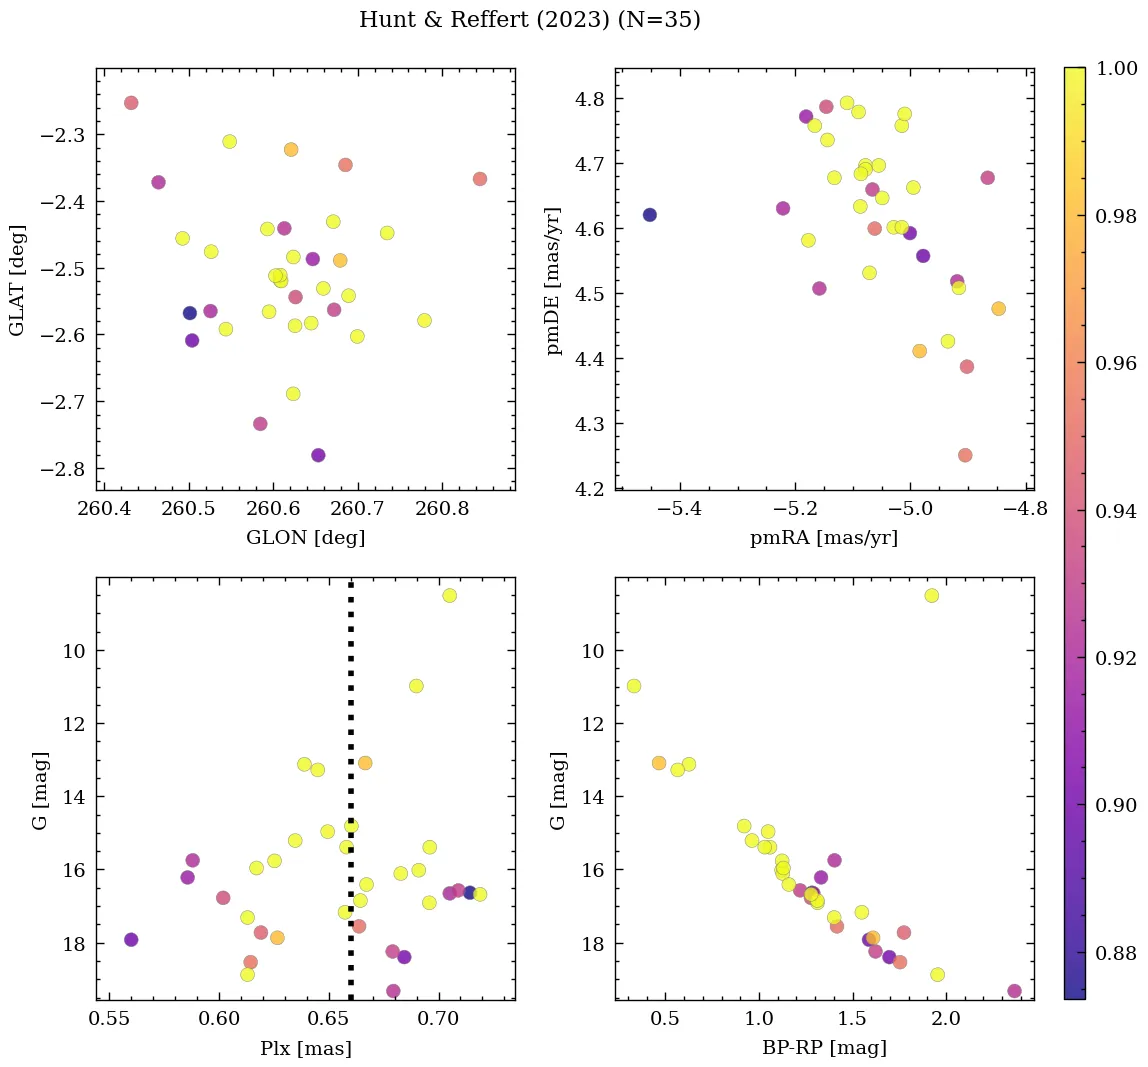 Hunt & Reffert (2023) (N=35)
−2.3
−2.4
−2.5
−2.6
−2.7
−2.8
GLAT [deg]
260.4 260.5 260.6 260.7 260.8
GLON [deg]
4.8
4.7
4.6
4.5
4.4
4.3
4.2
pmDE [mas/yr]
−5.4 −5.2 −5.0 −4.8
pmRA [mas/yr]
1.00
0.98
0.96
0.94
0.92
0.90
0.88
10
12
14
16
18
G [mag]
0.55 0.60 0.65 0.70
Plx [mas]
10
12
14
16
18
G [mag]
0.5 1.0 1.5 2.0
BP-RP [mag]